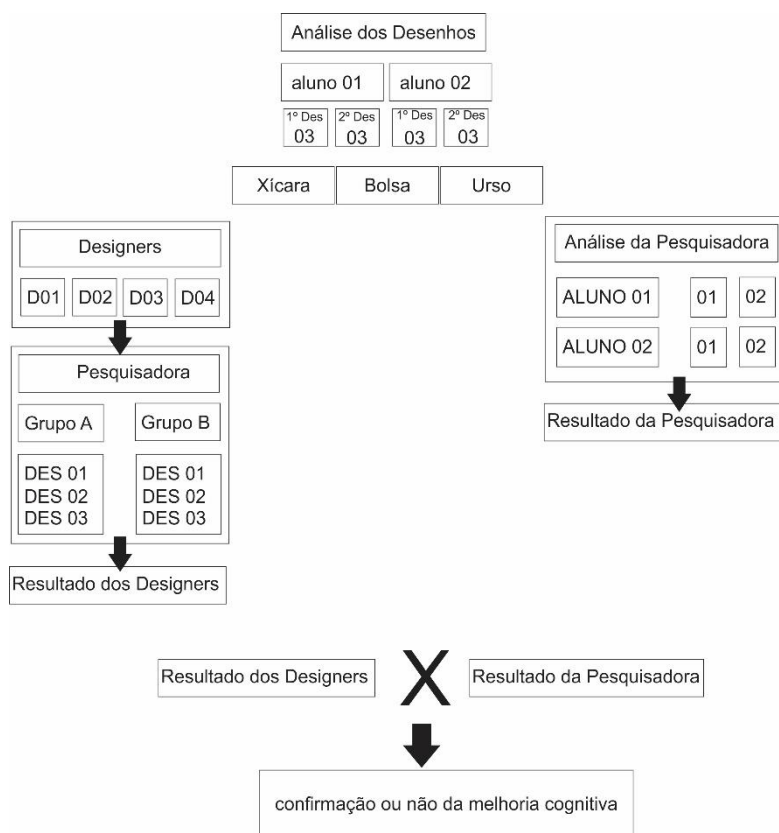 Análise dos Desenhos
aluno 01 aluno 02
1º Des 2º Des 1º Des 2º Des
03 03 03 03
Xícara Bolsa Urso
Designers
D01 D02 D03 D04
Pesquisadora
Grupo A Grupo B
DES 01 DES 01
DES 02 DES 02
DES 03 DES 03
Resultado dos Designers
Análise da Pesquisadora
ALUNO 01 01 02
ALUNO 02 01 02
Resultado da Pesquisadora
Resultado dos Designers X Resultado da Pesquisadora
confirmação ou não da melhoria cognitiva